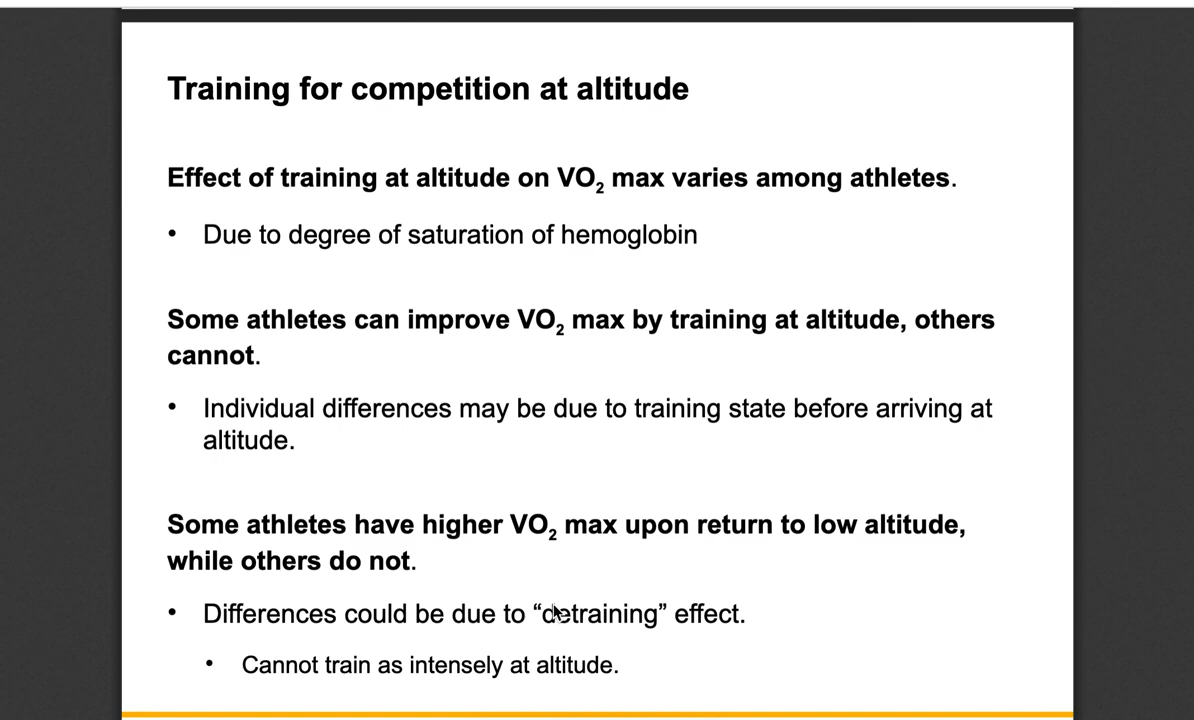 Training for competition at altitude
Effect of training at altitude on VO₂ max varies among athletes.
• Due to degree of saturation of hemoglobin
Some athletes can improve VO₂ max by training at altitude, others
cannot.
• Individual differences may be due to training state before arriving at
altitude.
Some athletes have higher VO₂ max upon return to low altitude,
while others do not.
• Differences could be due to “detraining” effect.
• Cannot train as intensely at altitude.